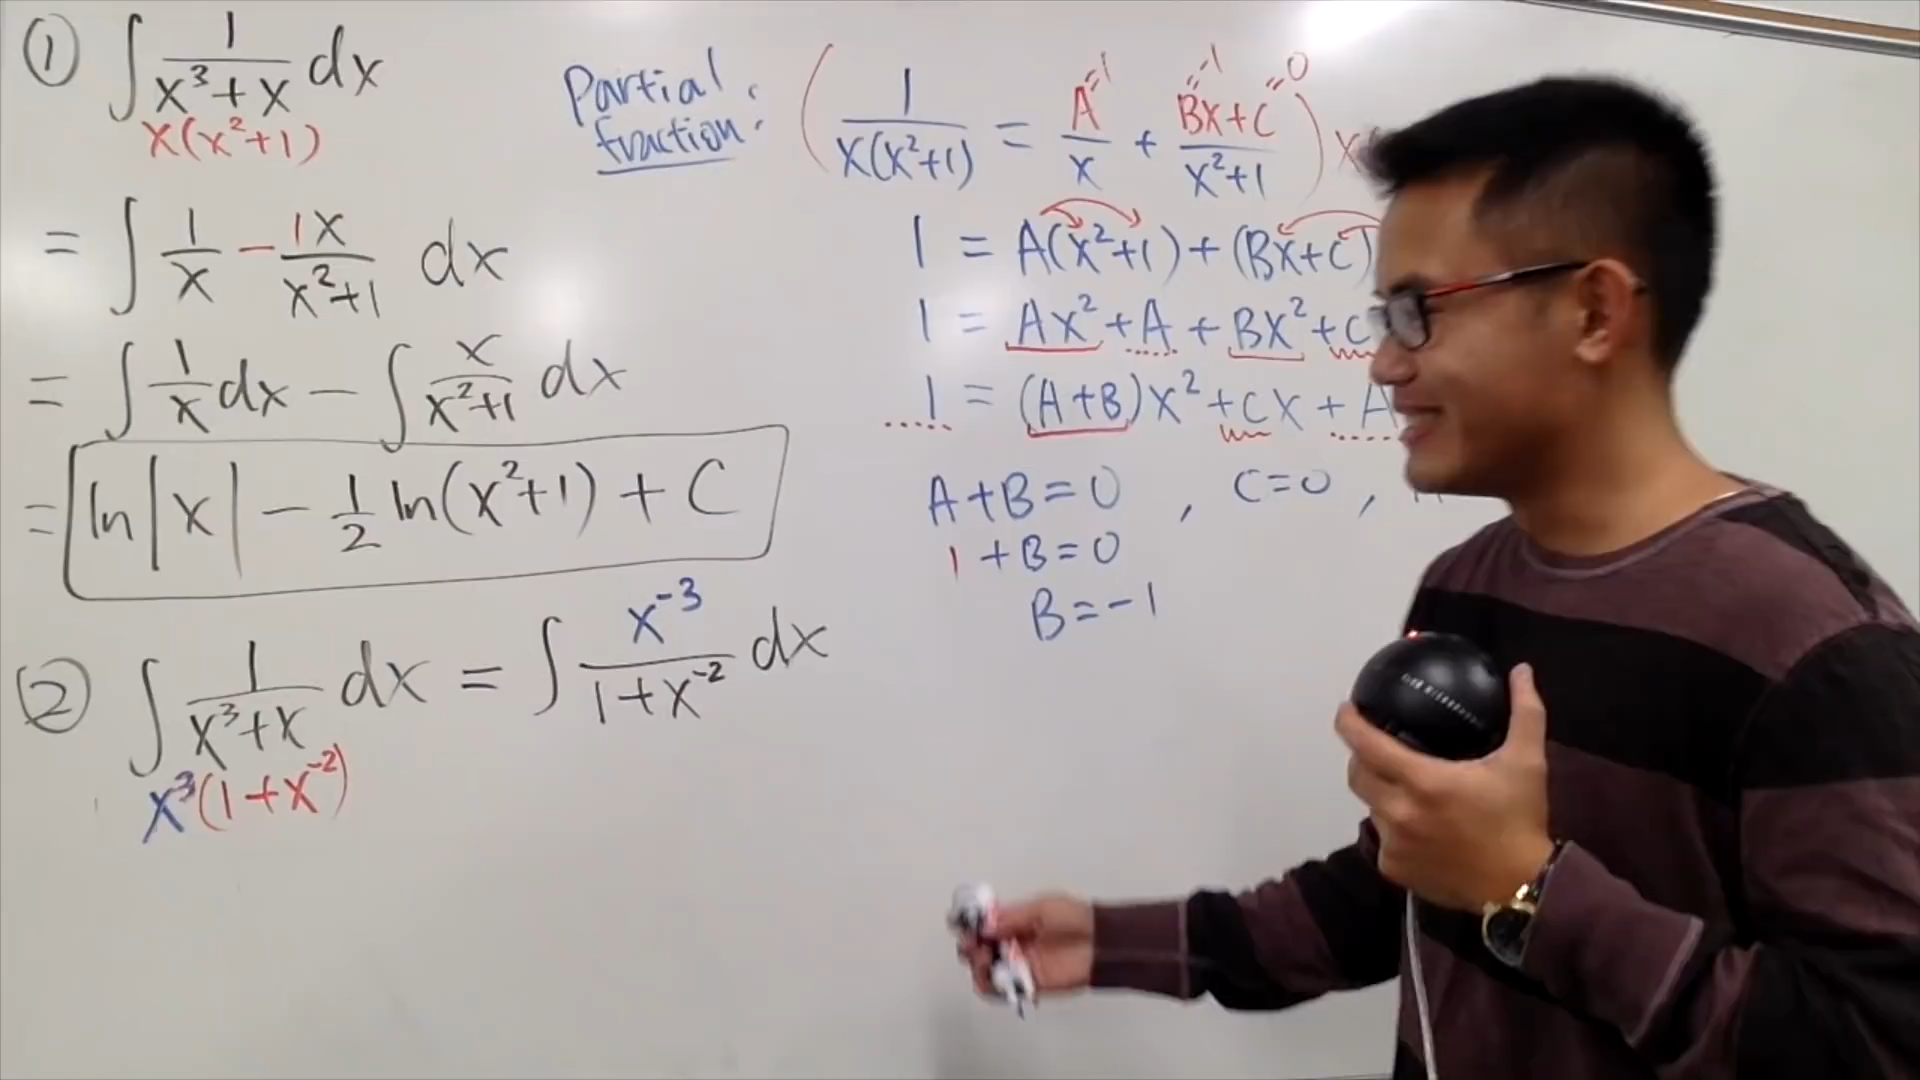 ① ∫ 1/(x³+x) dx
x(x²+1)
= ∫ 1/x - 1x/(x²+1) dx
= ∫ 1/x dx - ∫ x/(x²+1) dx
= ln|x| - 1/2 ln(x²+1) + C
② ∫ 1/(x³+x) dx = ∫ x⁻³/(1+x⁻²) dx
x³(1+x⁻²)
Partial fraction:
( 1/(x(x²+1)) = A/x + (Bx+C)/(x²+1) ) x
=1 =-1 =0
1 = A(x²+1) + (Bx+C)
1 = Ax² + A + Bx² + C
1 = (A+B)x² + Cx + A
A+B=0 , C=0 ,
1+B=0
B=-1